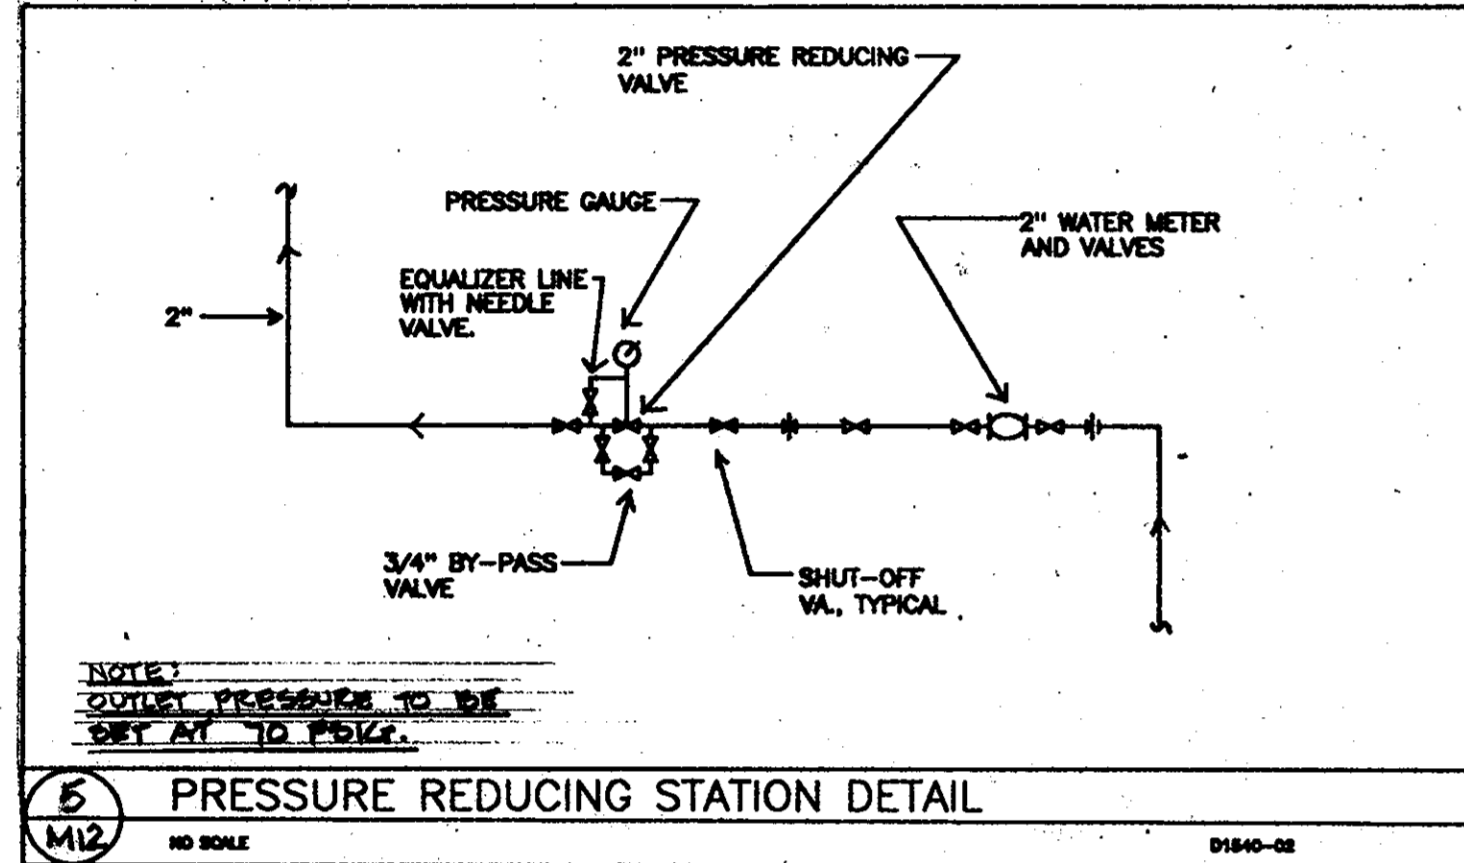 2" PRESSURE REDUCING
VALVE
PRESSURE GAUGE
2" WATER METER
AND VALVES
EQUALIZER LINE
WITH NEEDLE
VALVE.
2"
3/4" BY-PASS
VALVE
SHUT-OFF
VA., TYPICAL
NOTE:
OUTLET PRESSURE TO BE
SET AT 70 PSIG.
5
M12
PRESSURE REDUCING STATION DETAIL
NO SCALE
D1540-02